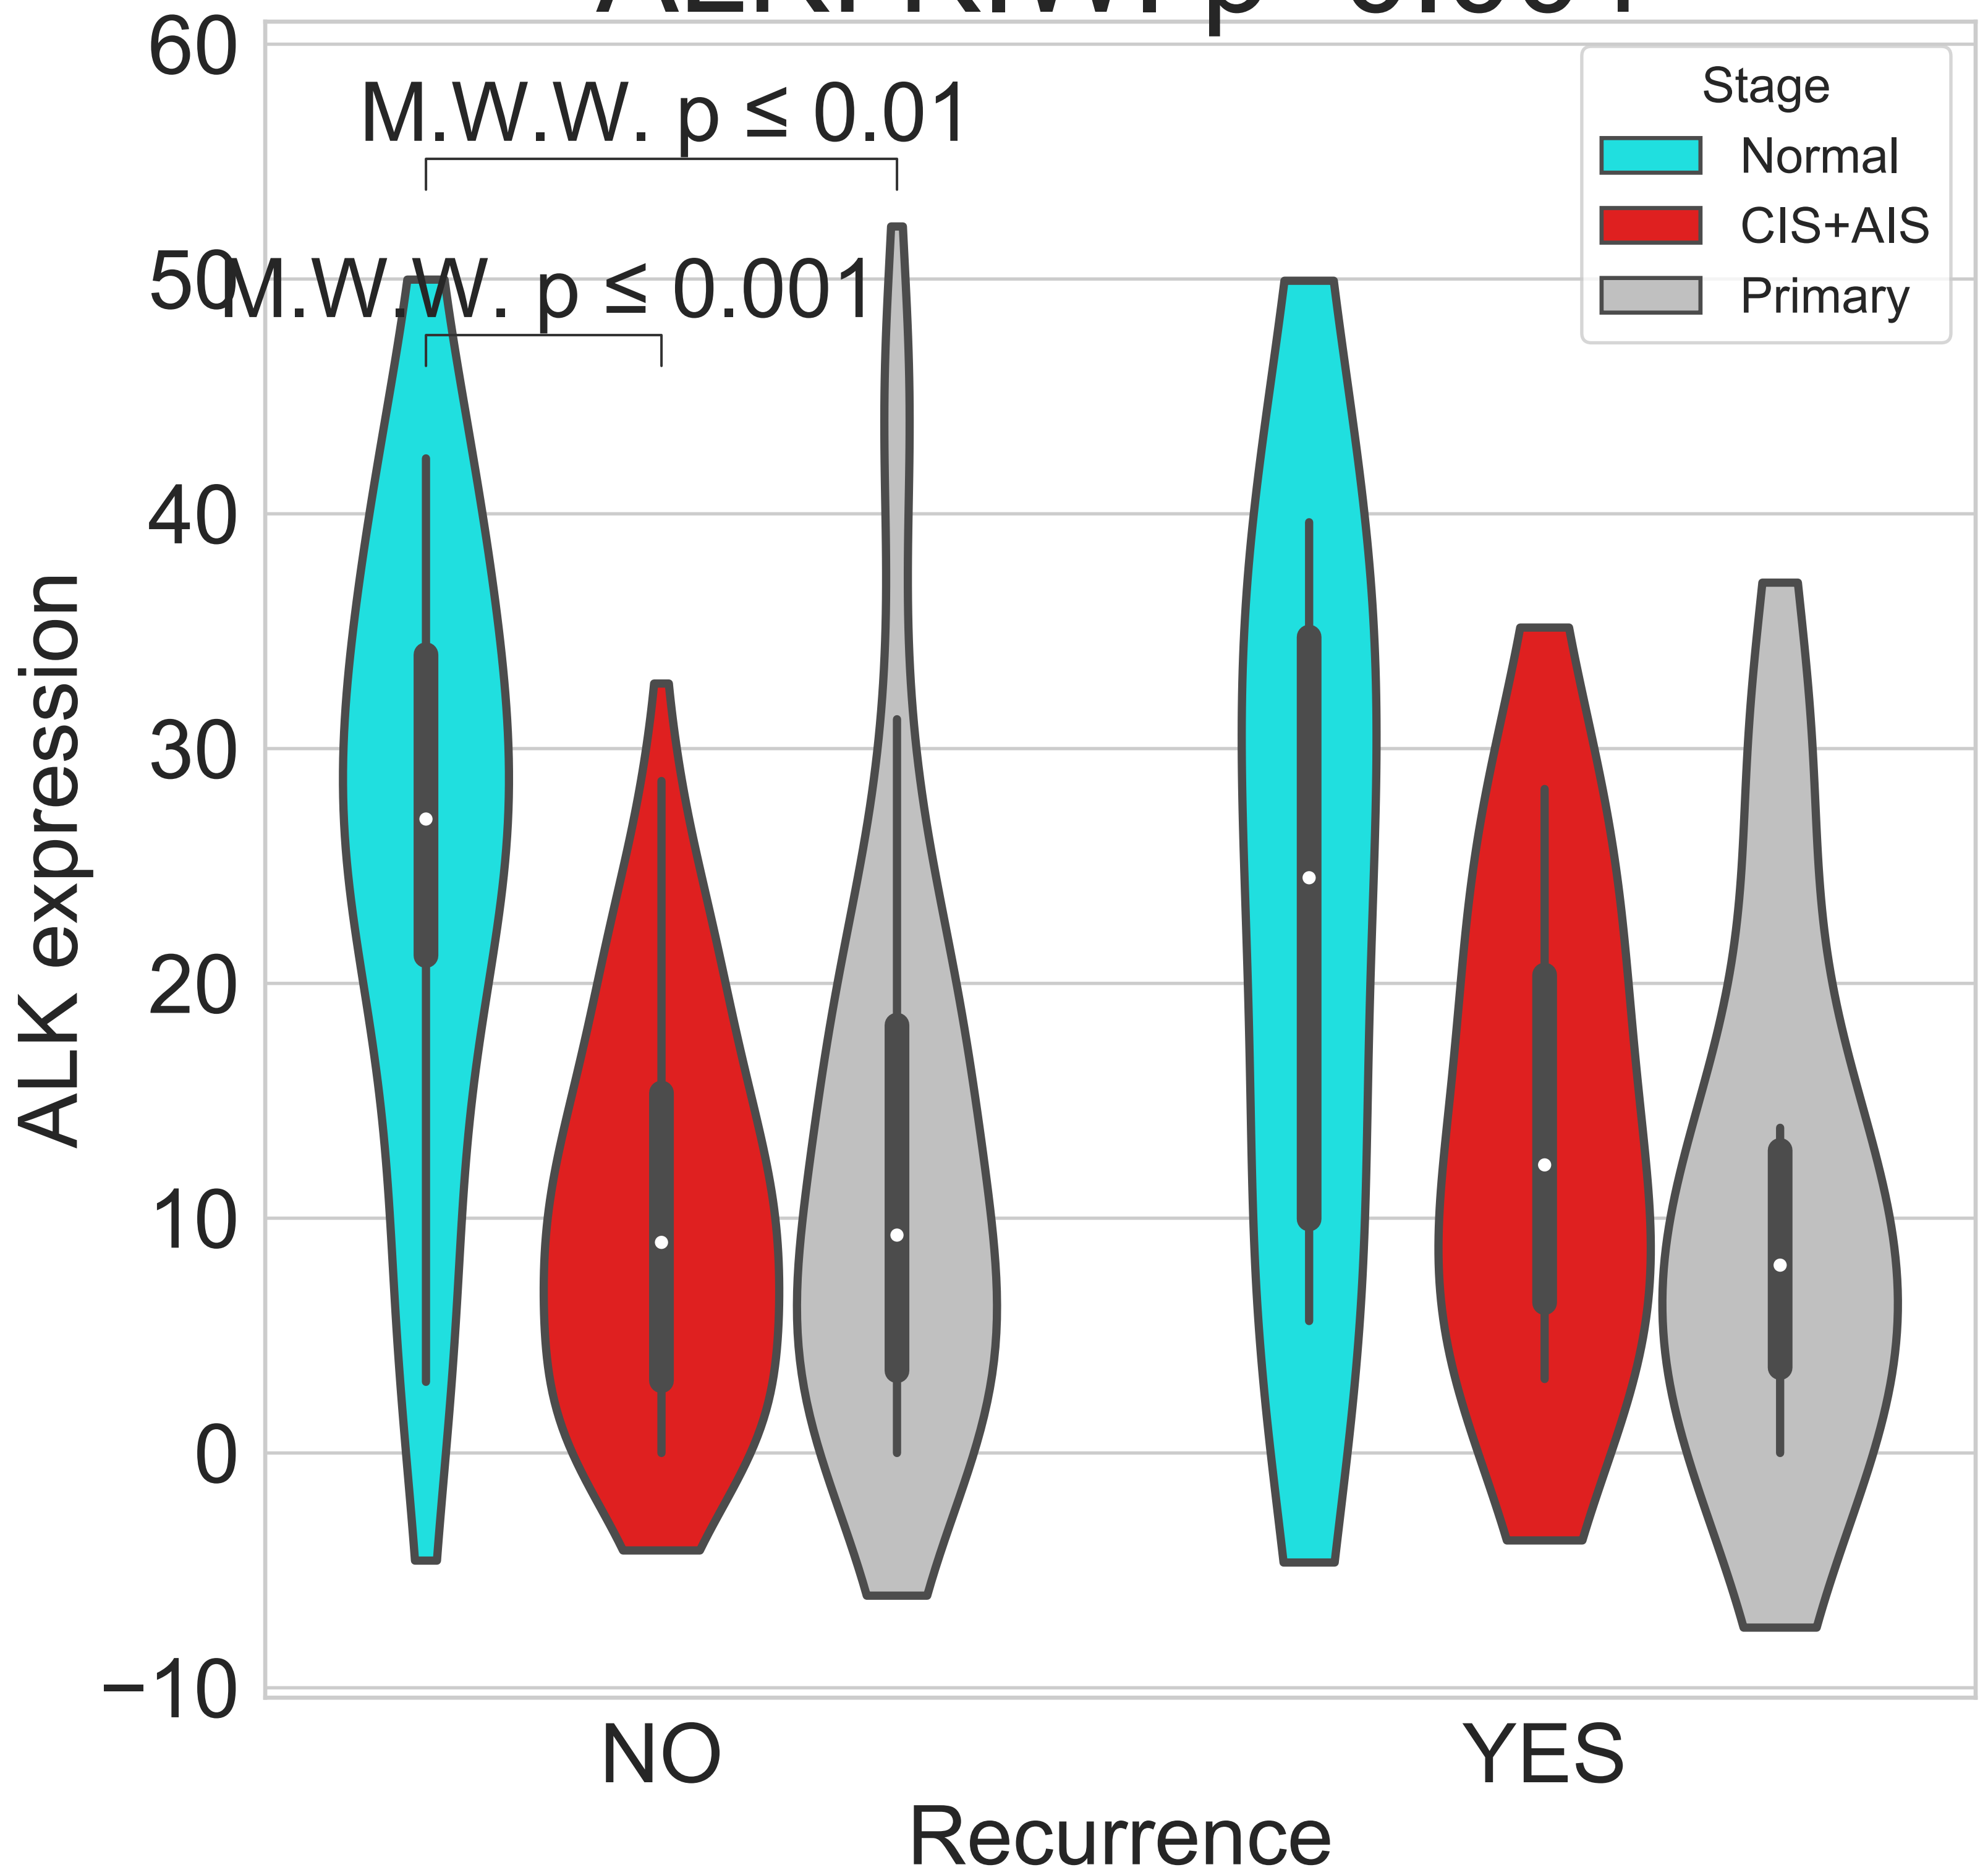 60
M.W.W. p ≤ 0.01
Stage
Normal
CIS+AIS
Primary
50
M.W.W. p ≤ 0.001
40
30
20
10
0
−10
ALK expression
NO
YES
Recurrence